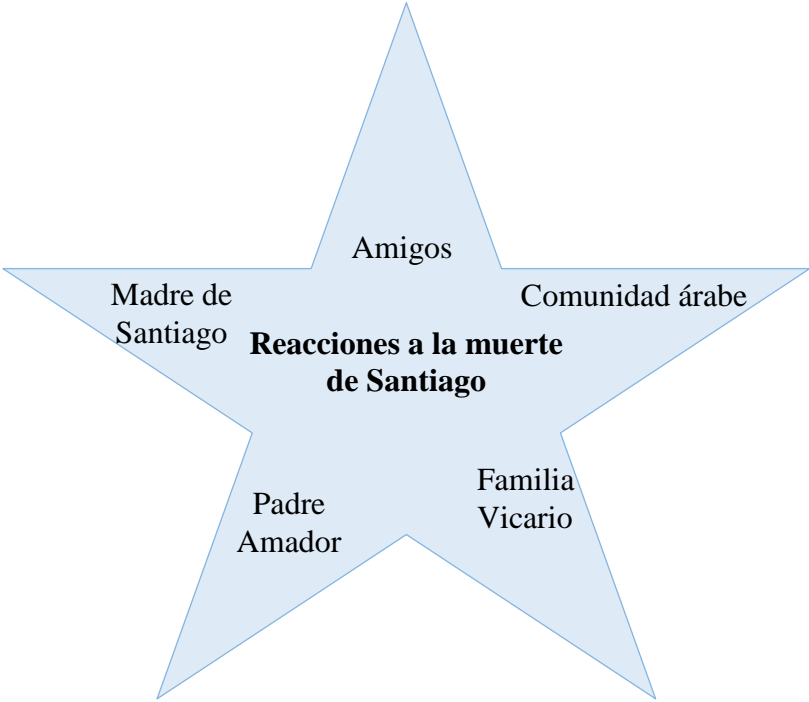 Amigos
Madre de
Santiago
Comunidad árabe
Reacciones a la muerte
de Santiago
Padre
Amador
Familia
Vicario